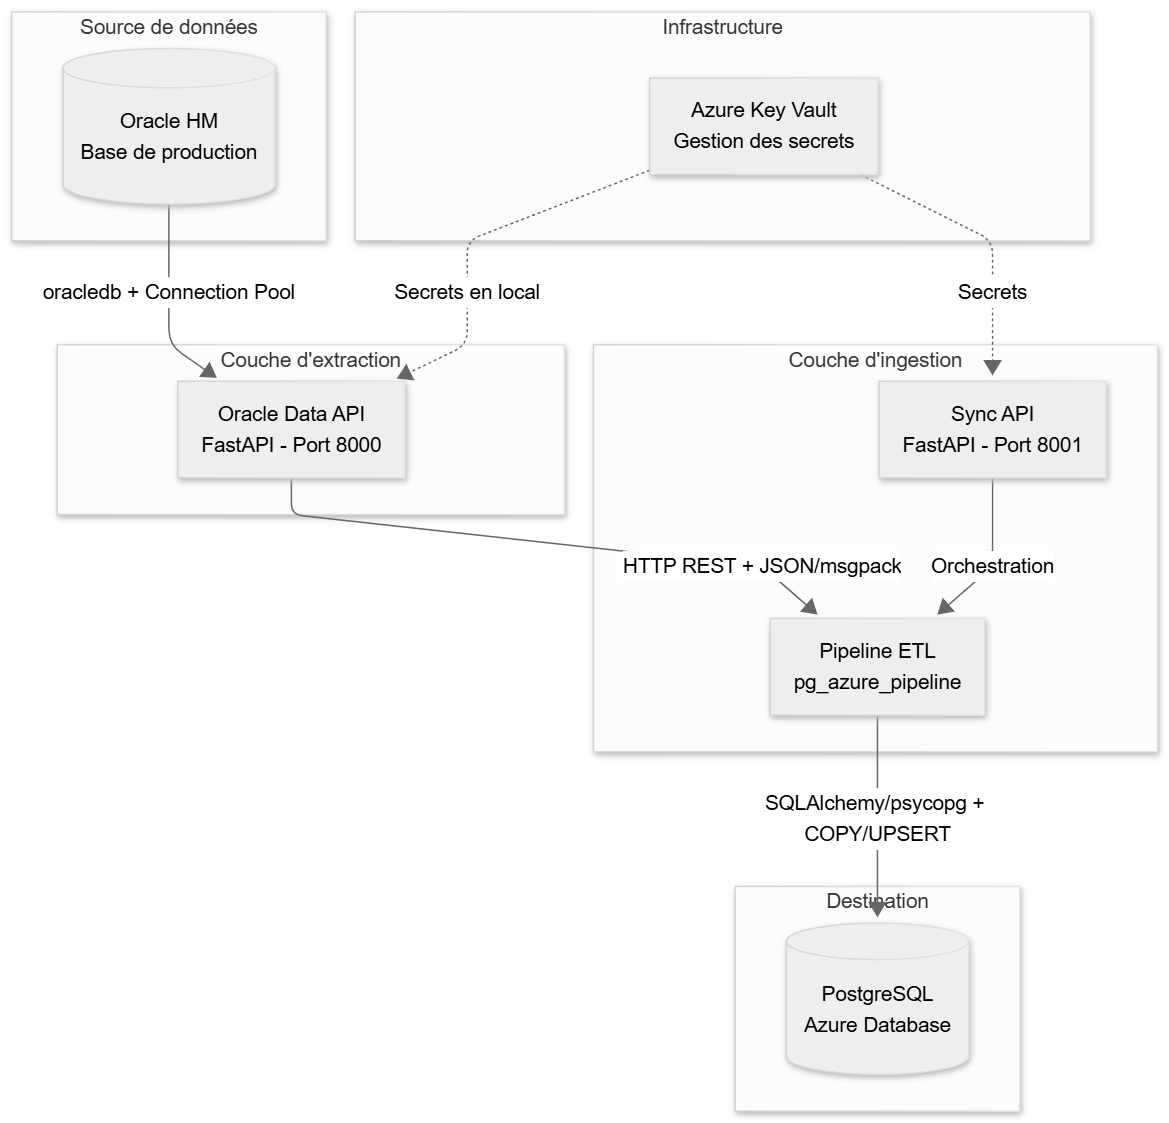 Source de données
Oracle HM
Base de production
Infrastructure
Azure Key Vault
Gestion des secrets
oracledb + Connection Pool
Secrets en local
Secrets
Couche d'extraction
Oracle Data API
FastAPI - Port 8000
Couche d'ingestion
Sync API
FastAPI - Port 8001
HTTP REST + JSON/msgpack
Orchestration
Pipeline ETL
pg_azure_pipeline
SQLAlchemy/psycopg +
COPY/UPSERT
Destination
PostgreSQL
Azure Database